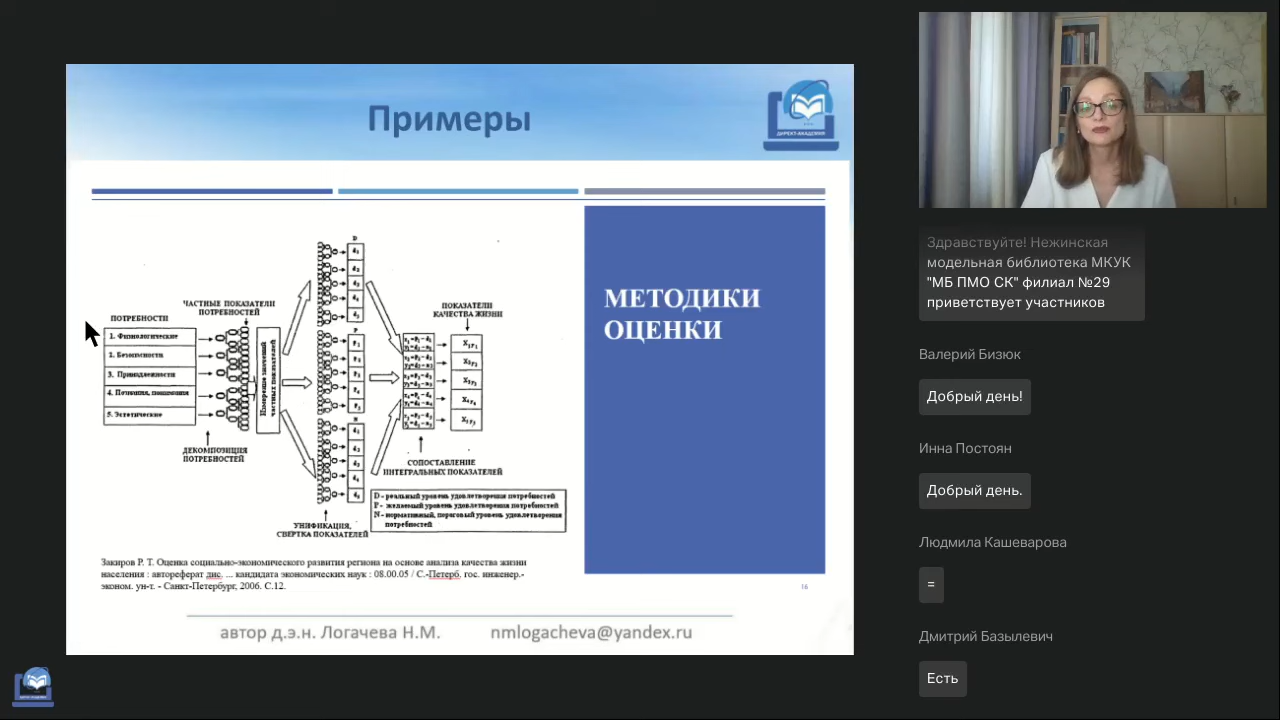 Примеры
ДИРЕКТ-АКАДЕМИЯ
МЕТОДИКИ
ОЦЕНКИ
ПОТРЕБНОСТИ
1. Физиологические
3. Принадлежности
5. Эстетические
ЧАСТНЫЕ ПОКАЗАТЕЛИ
ПОТРЕБНОСТЕЙ
ДЕКОМПОЗИЦИЯ
ПОТРЕБНОСТЕЙ
Измерение значений
частных показателей
D
УНИФИКАЦИЯ,
СВЕРТКА ПОКАЗАТЕЛЕЙ
ПОКАЗАТЕЛИ
КАЧЕСТВА ЖИЗНИ
СОПОСТАВЛЕНИЕ
ИНТЕГРАЛЬНЫХ ПОКАЗАТЕЛЕЙ
D - реальный уровень удовлетворения потребностей
P - желаемый уровень удовлетворения потребностей
N - нормативный, пороговый уровень удовлетворения
потребностей
Закиров Р. Т. Оценка социально-экономического развития региона на основе анализа качества жизни
населения : автореферат дис. ... кандидата экономических наук : 08.00.05 / С.-Петерб. гос. инженер.-
эконом. ун-т. - Санкт-Петербург, 2006. С.12.
16
автор д.э.н. Логачева Н.М. nmlogacheva@yandex.ru
Здравствуйте! Нежинская
модельная библиотека МКУК
"МБ ПМО СК" филиал №29
приветствует участников
Валерий Бизюк
Добрый день!
Инна Постоян
Добрый день.
Людмила Кашеварова
=
Дмитрий Базылевич
Есть